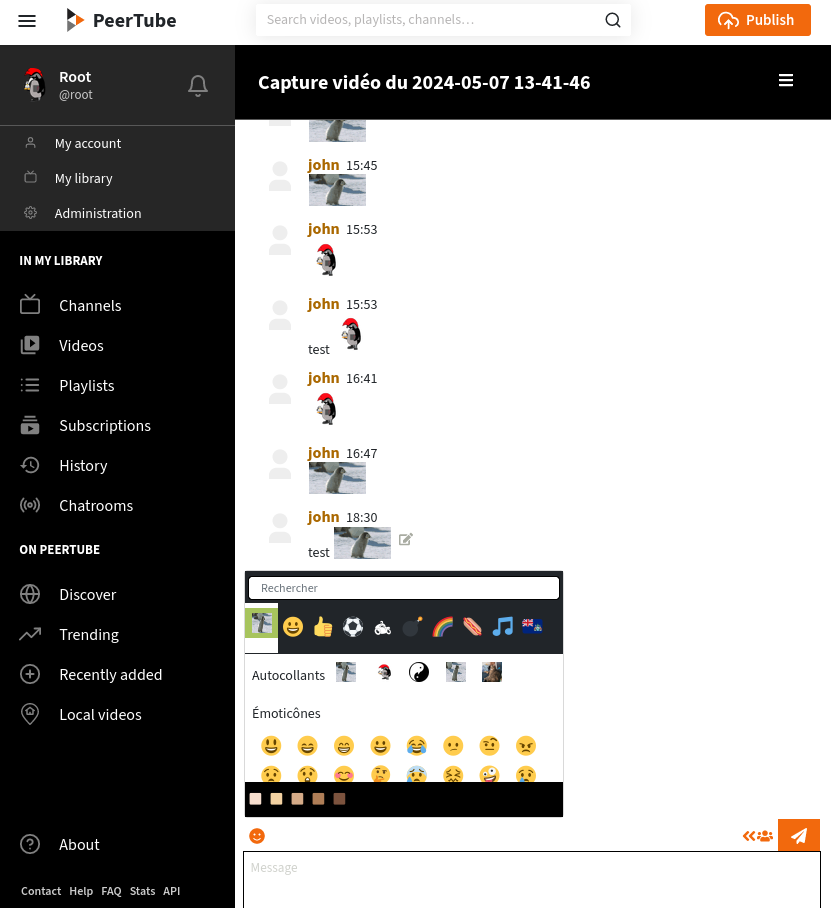 PeerTube
Search videos, playlists, channels…
Publish
Root
@root
My account
My library
Administration
IN MY LIBRARY
Channels
Videos
Playlists
Subscriptions
History
Chatrooms
ON PEERTUBE
Discover
Trending
Recently added
Local videos
About
Contact Help FAQ Stats API
Capture vidéo du 2024-05-07 13-41-46
john 15:45
john 15:53
john 15:53
test
john 16:41
john 16:47
john 18:30
test
Rechercher
Autocollants
Émoticônes
Message